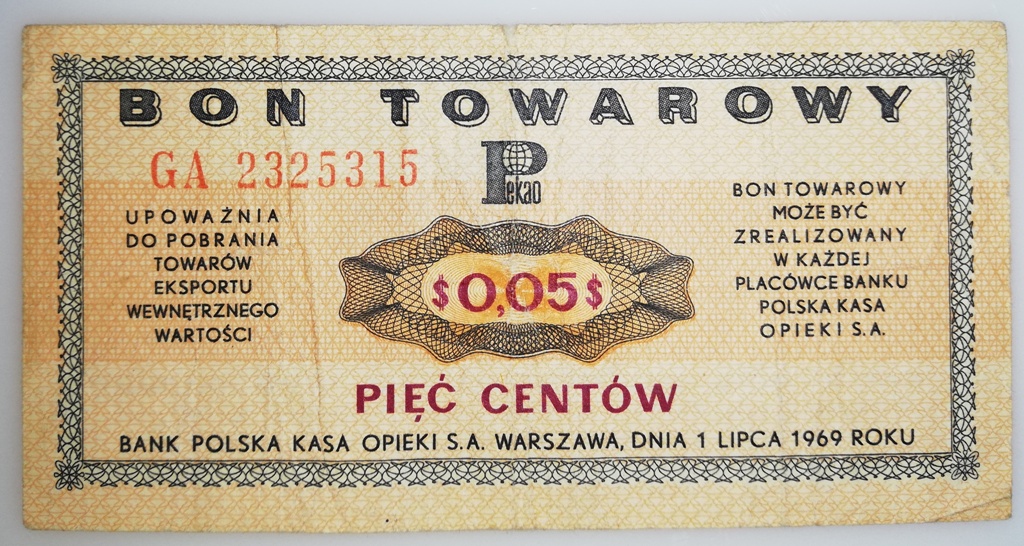 BON TOWAROWY
GA 2325315
Pekao
UPOWAŻNIA
DO POBRANIA
TOWARÓW
EKSPORTU
WEWNĘTRZNEGO
WARTOŚCI
$0,05$
BON TOWAROWY
MOŻE BYĆ
ZREALIZOWANY
W KAŻDEJ
PLACÓWCE BANKU
POLSKA KASA
OPIEKI S.A.
PIĘĆ CENTÓW
BANK POLSKA KASA OPIEKI S.A. WARSZAWA, DNIA 1 LIPCA 1969 ROKU